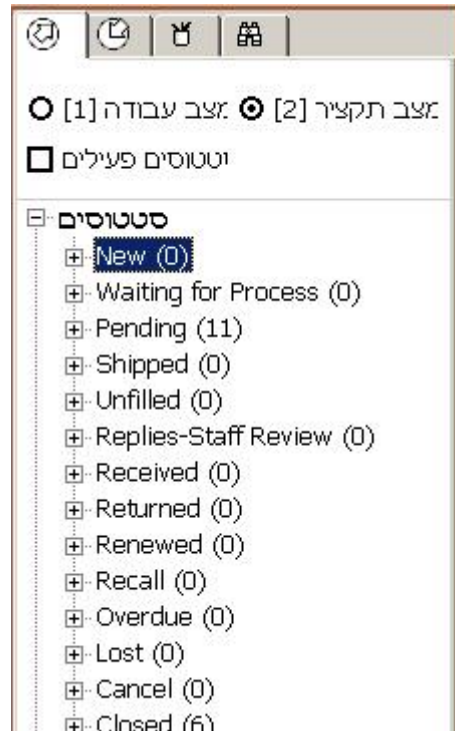 מצב תקציר [2] מצב עבודה [1]
וטטוסים פעילים
סטטוסים
New (0)
Waiting for Process (0)
Pending (11)
Shipped (0)
Unfilled (0)
Replies-Staff Review (0)
Received (0)
Returned (0)
Renewed (0)
Recall (0)
Overdue (0)
Lost (0)
Cancel (0)
Closed (6)